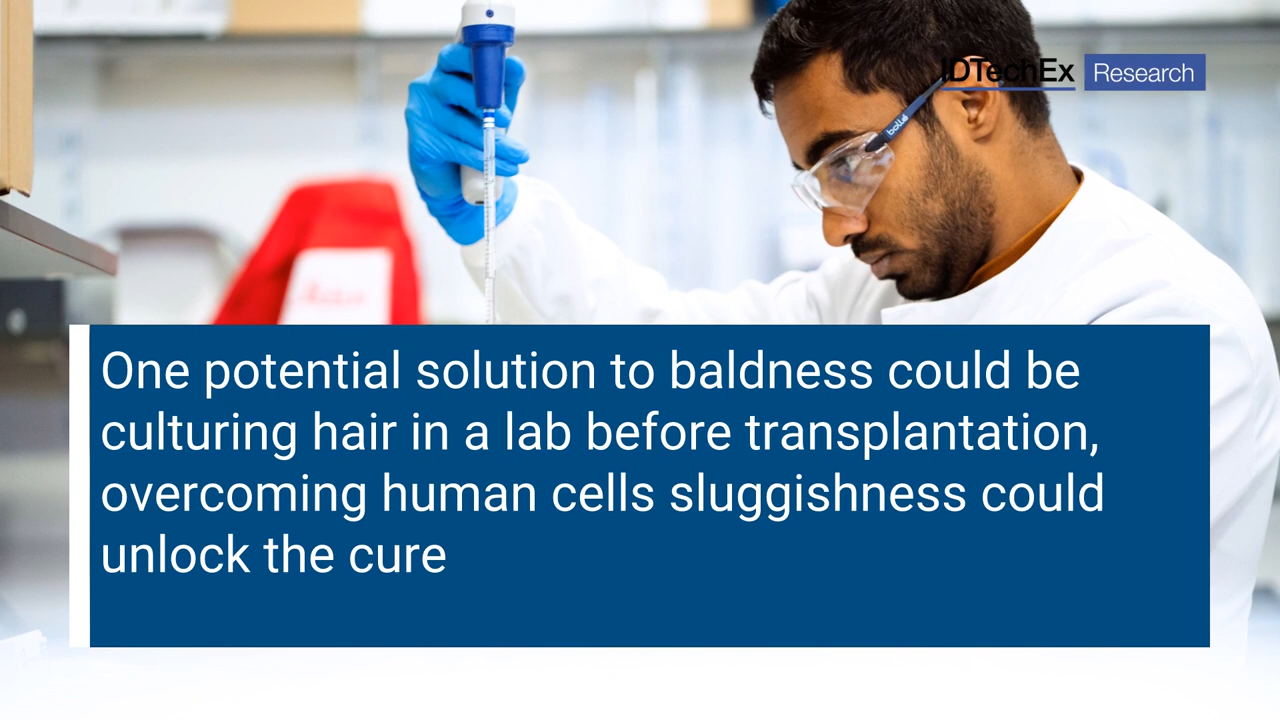 IDTechEx Research
bollé
One potential solution to baldness could be
culturing hair in a lab before transplantation,
overcoming human cells sluggishness could
unlock the cure